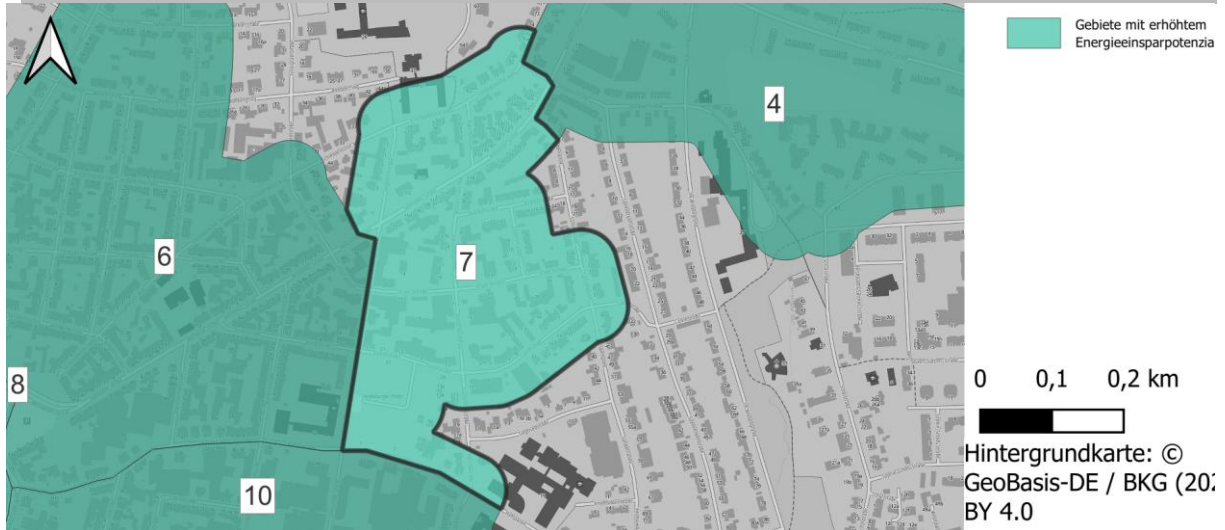 Gebiete mit erhöhtem
Energieeinsparpotenzia
4
6
7
8
10
0 0,1 0,2 km
Hintergrundkarte: ©
GeoBasis-DE / BKG (202
BY 4.0